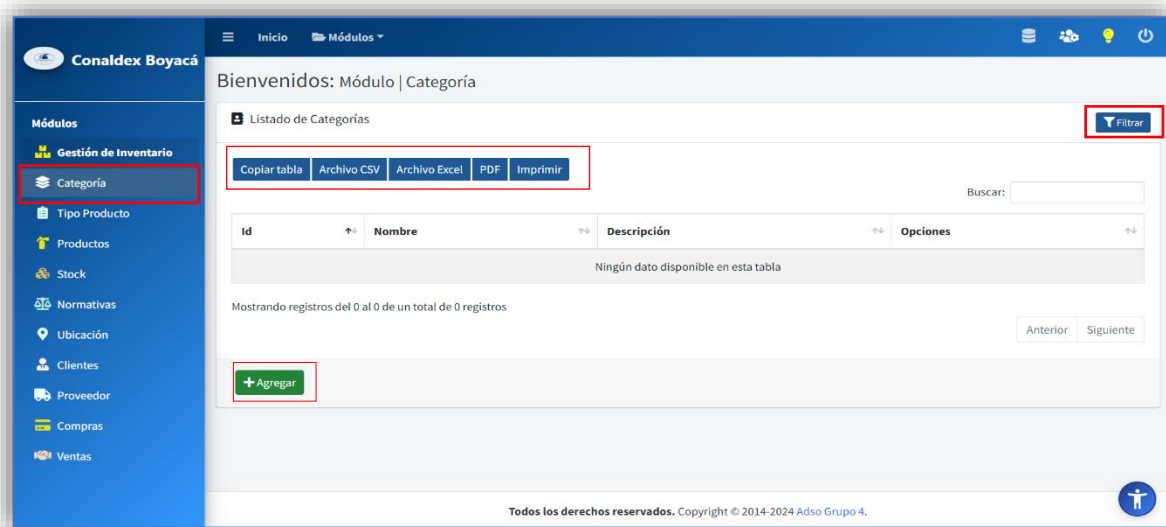 Conaldex Boyacá
Inicio Módulos
Bienvenidos: Módulo | Categoría
Módulos
Gestión de Inventario
Categoría
Tipo Producto
Productos
Stock
Normativas
Ubicación
Clientes
Proveedor
Compras
Ventas
Listado de Categorías
Filtrar
Copiar tabla Archivo CSV Archivo Excel PDF Imprimir
Buscar:
Id Nombre Descripción Opciones
Ningún dato disponible en esta tabla
Mostrando registros del 0 al 0 de un total de 0 registros
Anterior Siguiente
Agregar
Todos los derechos reservados. Copyright © 2014-2024 Adso Grupo 4.